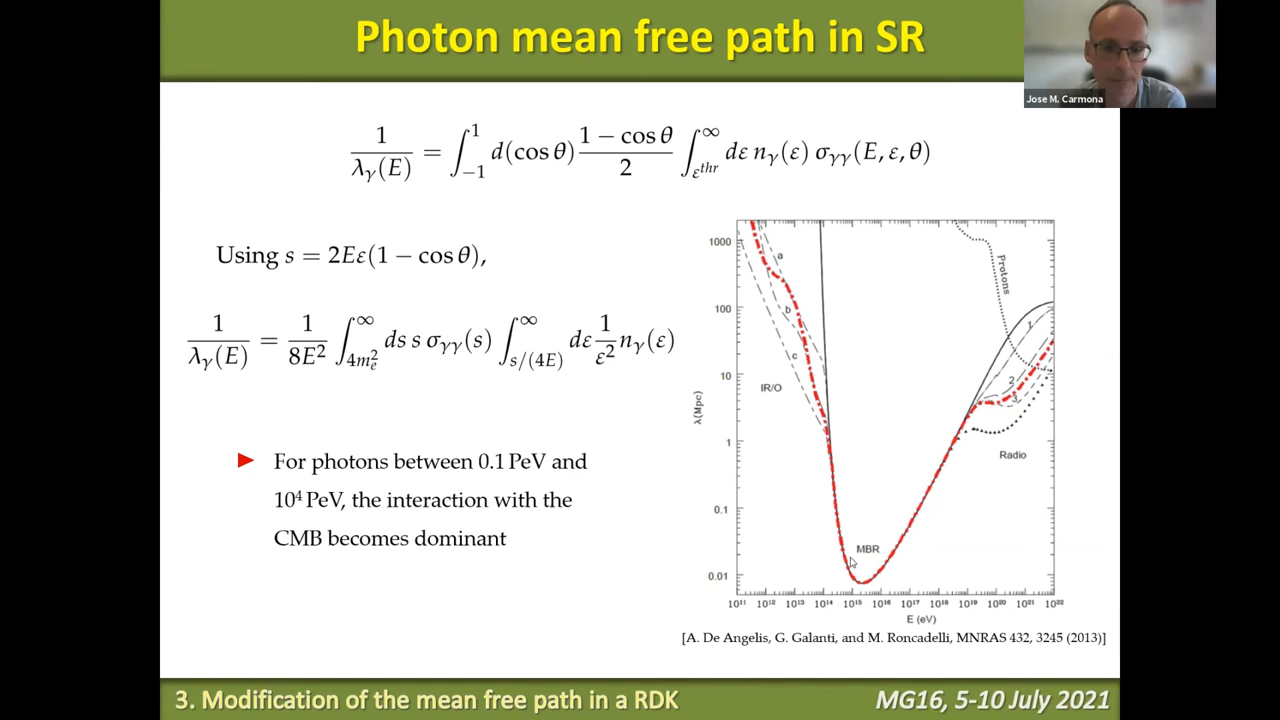 Photon mean free path in SR
Jose M. Carmona
1/λγ(E) = ∫_{-1}^{1} d(cos θ) (1 − cos θ)/2 ∫_{ε^{thr}}^{∞} dε nγ(ε) σγγ(E, ε, θ)
Using s = 2Eε(1 − cos θ),
1/λγ(E) = 1/8E² ∫_{4m_e²}^{∞} ds s σγγ(s) ∫_{s/(4E)}^{∞} dε 1/ε² nγ(ε)
► For photons between 0.1 PeV and
10⁴ PeV, the interaction with the
CMB becomes dominant
λ(Mpc)
1000
100
10
1
0.1
0.01
a
b
c
IR/O
MBR
Protons
1
2
3
Radio
10¹¹ 10¹² 10¹³ 10¹⁴ 10¹⁵ 10¹⁶ 10¹⁷ 10¹⁸ 10¹⁹ 10²⁰ 10²¹ 10²²
E (eV)
[A. De Angelis, G. Galanti, and M. Roncadelli, MNRAS 432, 3245 (2013)]
3. Modification of the mean free path in a RDK
MG16, 5-10 July 2021